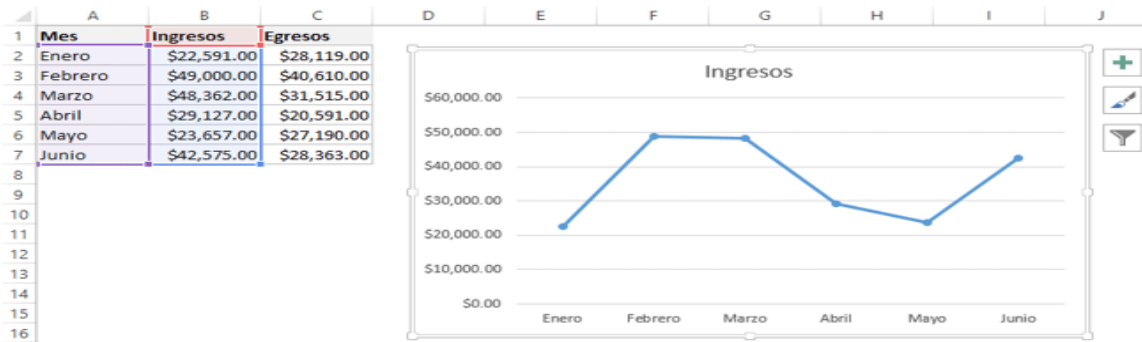 A B C D E F G H I J
1 Mes Ingresos Egresos
2 Enero $22,591.00 $28,119.00
3 Febrero $49,000.00 $40,610.00
4 Marzo $48,362.00 $31,515.00
5 Abril $29,127.00 $20,591.00
6 Mayo $23,657.00 $27,190.00
7 Junio $42,575.00 $28,363.00
8
9
10
11
12
13
14
15
16
Ingresos
$60,000.00
$50,000.00
$40,000.00
$30,000.00
$20,000.00
$10,000.00
$0.00
Enero Febrero Marzo Abril Mayo Junio